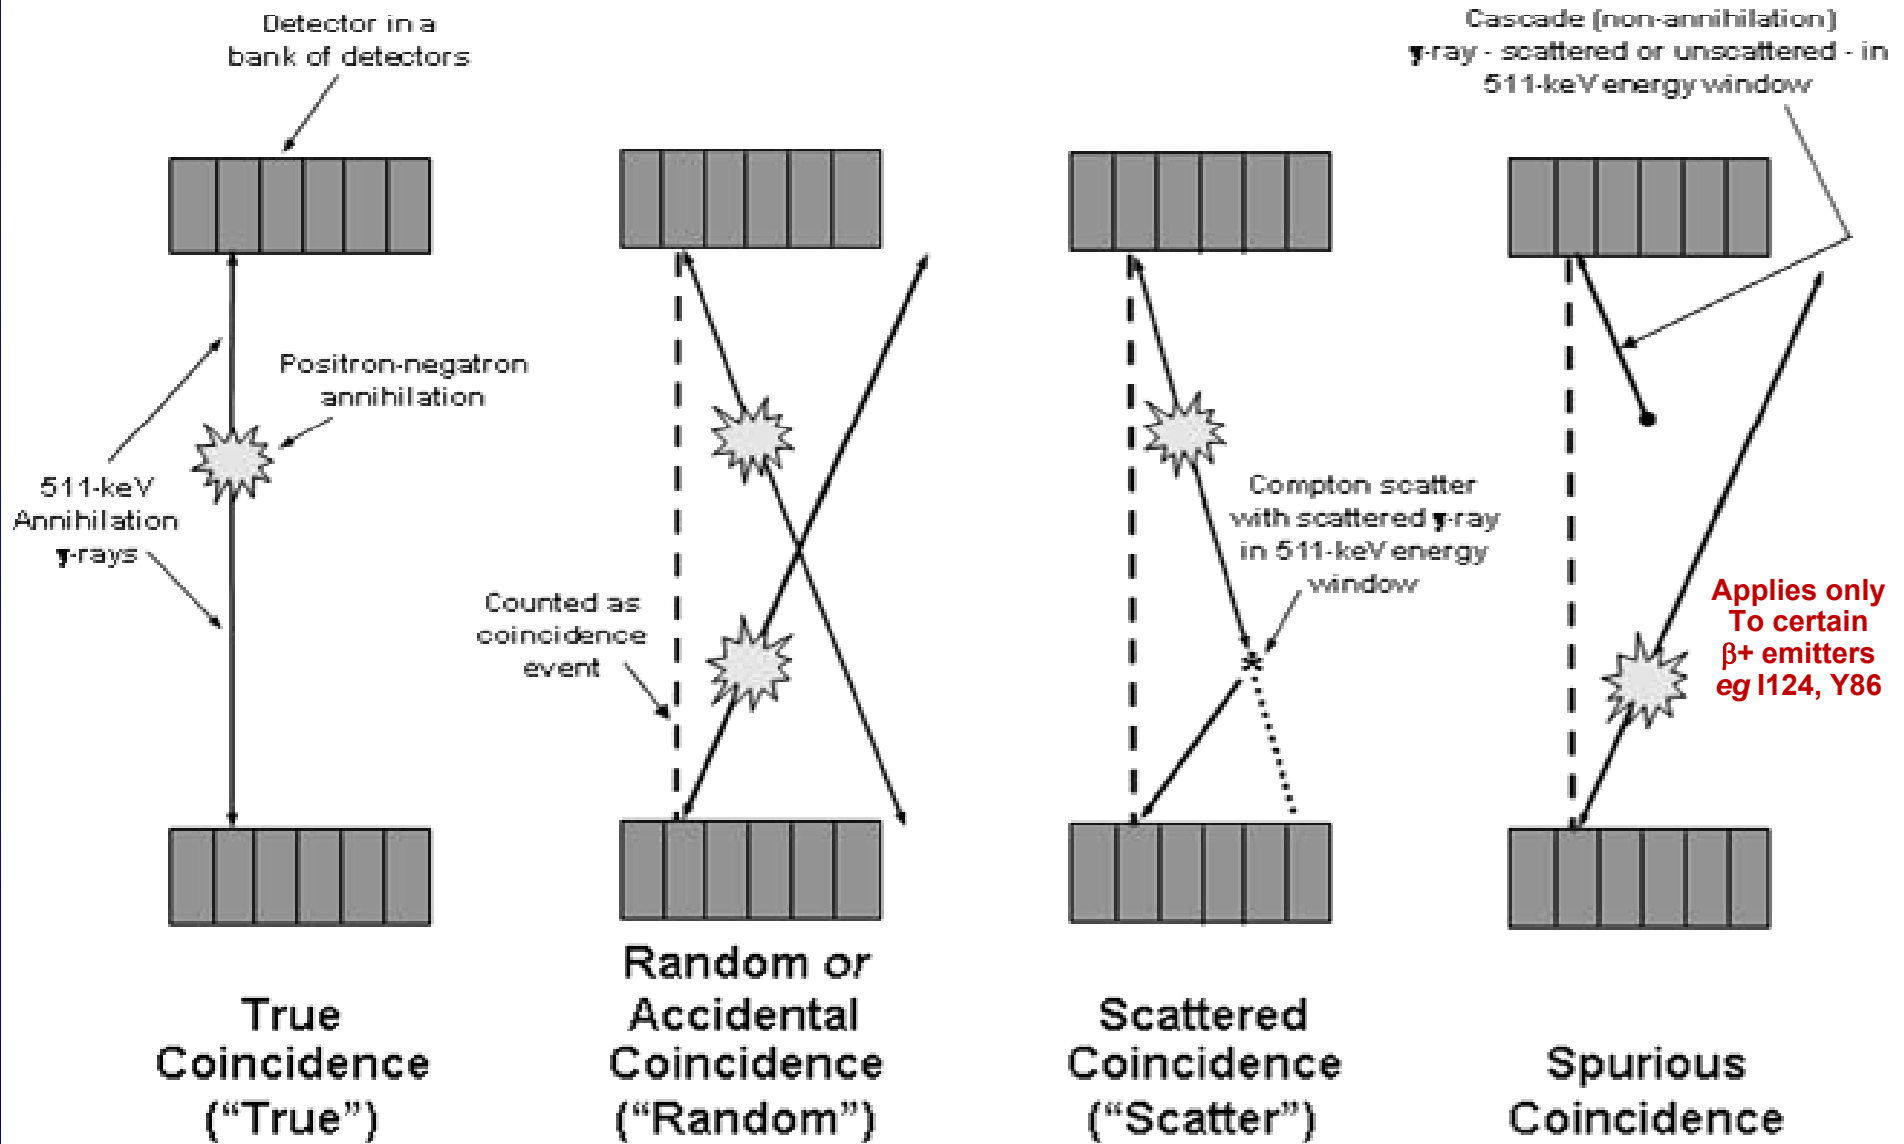 Detector in a
bank of detectors
Cascade (non-annihilation)
γ-ray - scattered or unscattered - in
511-keV energy window
Positron-negatron
annihilation
511-keV
Annihilation
γ-rays
Counted as
coincidence
event
Compton scatter
with scattered γ-ray
in 511-keV energy
window
Applies only
To certain
β+ emitters
eg I124, Y86
True
Coincidence
(“True”)
Random or
Accidental
Coincidence
(“Random”)
Scattered
Coincidence
(“Scatter”)
Spurious
Coincidence